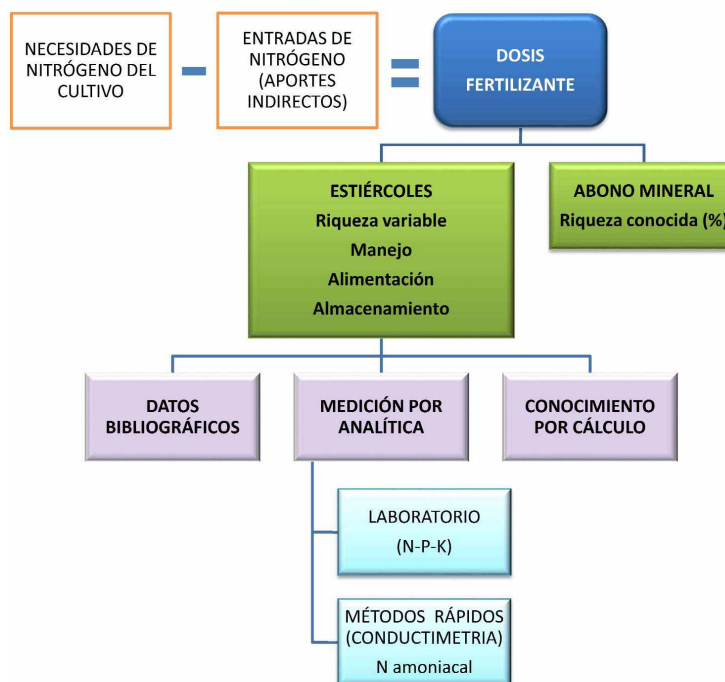 NECESIDADES DE
NITRÓGENO DEL
CULTIVO
ENTRADAS DE
NITRÓGENO
(APORTES
INDIRECTOS)
DOSIS
FERTILIZANTE
ESTIÉRCOLES
Riqueza variable
Manejo
Alimentación
Almacenamiento
ABONO MINERAL
Riqueza conocida (%)
DATOS
BIBLIOGRÁFICOS
MEDICIÓN POR
ANALÍTICA
CONOCIMIENTO
POR CÁLCULO
LABORATORIO
(N-P-K)
MÉTODOS RÁPIDOS
(CONDUCTIMETRIA)
N amoniacal